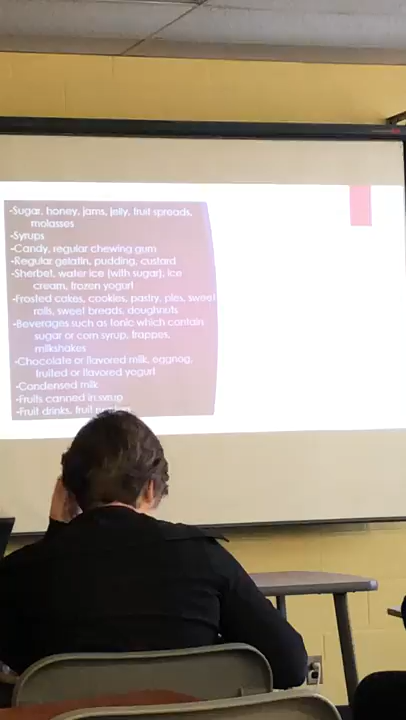 -Sugar, honey, jams, jelly, fruit spreads,
molasses
-Syrups
-Candy, regular chewing gum
-Regular gelatin, pudding, custard
-Sherbet, water ice (with sugar), ice
cream, frozen yogurt
-Frosted cakes, cookies, pastry, pies, sweet
rolls, sweet breads, doughnuts
-Beverages such as tonic which contain
sugar or corn syrup, frappes,
milkshakes
-Chocolate or flavored milk, eggnog,
fruited or flavored yogurt
-Condensed milk
-Fruits canned in syrup
-Fruit drinks, fruit